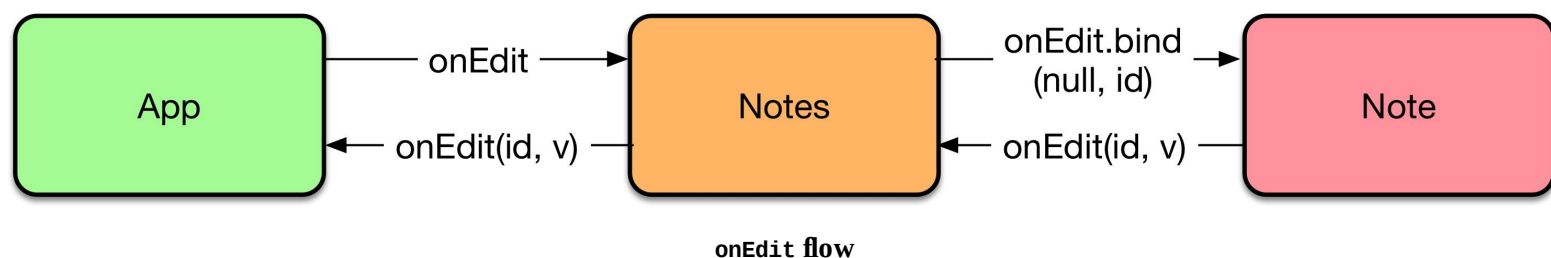 App
onEdit
onEdit(id, v)
Notes
onEdit.bind
(null, id)
onEdit(id, v)
Note
onEdit flow